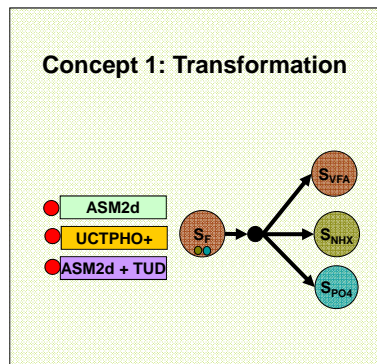 Concept 1: Transformation
ASM2d
UCTPHO+
ASM2d + TUD
SF
SVFA
SNHX
SPO4